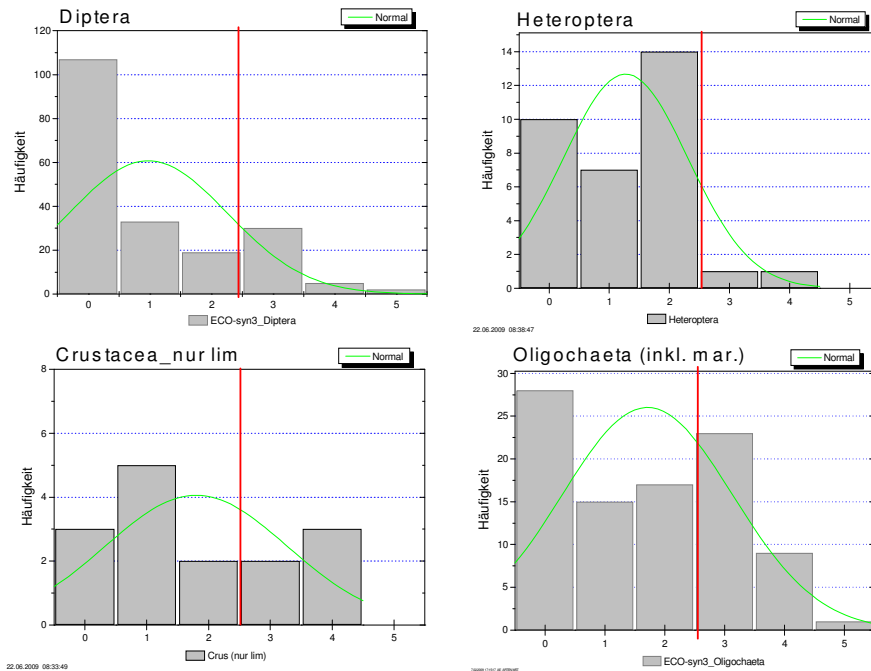 Diptera
Normal
120
100
80
60
40
20
0
Häufigkeit
0 1 2 3 4 5
ECO-syn3_Diptera
Heteroptera
Normal
14
12
10
8
6
4
2
0
Häufigkeit
0 1 2 3 4 5
Heteroptera
22.06.2009 08:38:47
Crustacea_nur lim
Normal
8
6
4
2
0
Häufigkeit
0 1 2 3 4 5
Crus (nur lim)
22.06.2009 08:33:49
Oligochaeta (inkl. mar.)
Normal
30
25
20
15
10
5
0
Häufigkeit
0 1 2 3 4 5
ECO-syn3_Oligochaeta